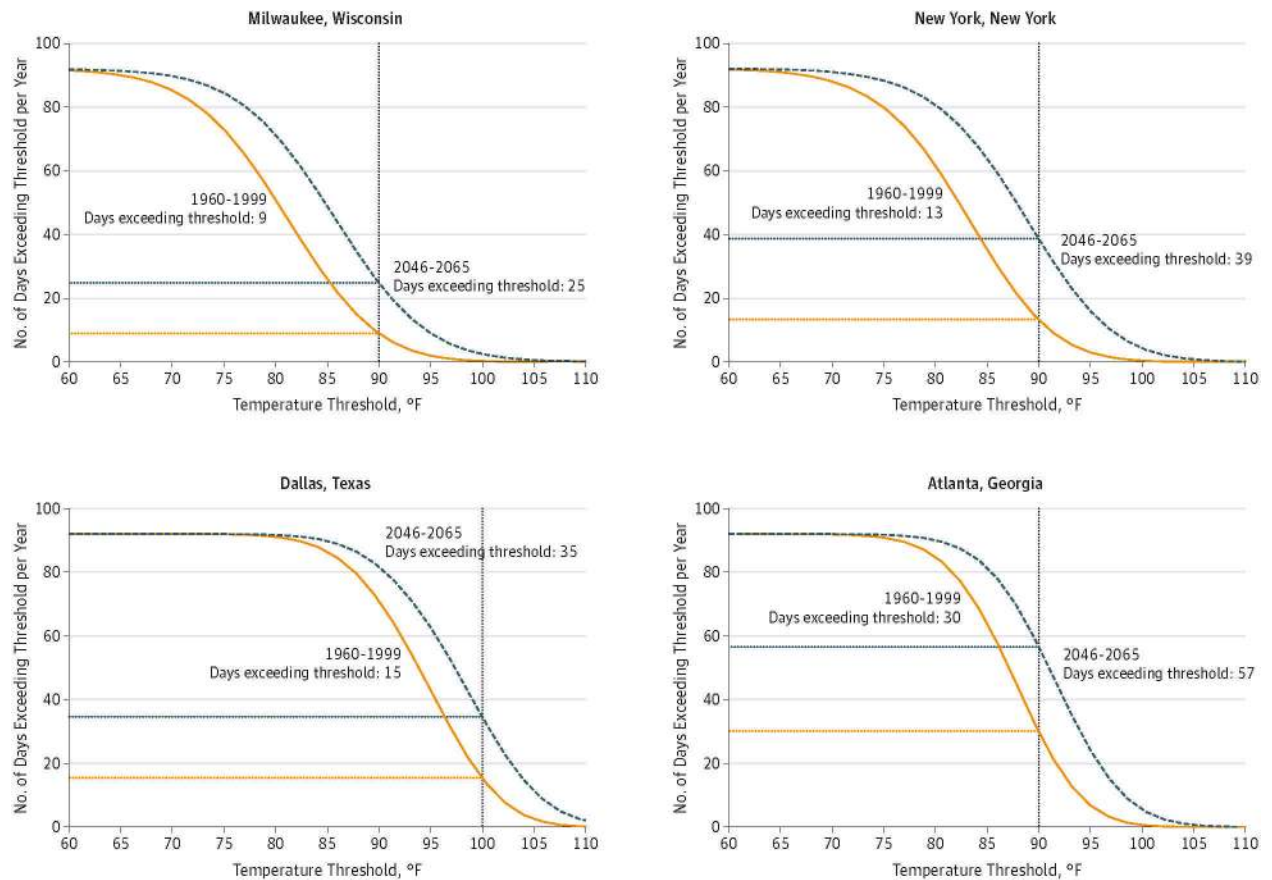 Milwaukee, Wisconsin
No. of Days Exceeding Threshold per Year
100
80
60
40
20
0
1960-1999
Days exceeding threshold: 9
2046-2065
Days exceeding threshold: 25
60 65 70 75 80 85 90 95 100 105 110
Temperature Threshold, °F
New York, New York
No. of Days Exceeding Threshold per Year
100
80
60
40
20
0
1960-1999
Days exceeding threshold: 13
2046-2065
Days exceeding threshold: 39
60 65 70 75 80 85 90 95 100 105 110
Temperature Threshold, °F
Dallas, Texas
No. of Days Exceeding Threshold per Year
100
80
60
40
20
0
2046-2065
Days exceeding threshold: 35
1960-1999
Days exceeding threshold: 15
60 65 70 75 80 85 90 95 100 105 110
Temperature Threshold, °F
Atlanta, Georgia
No. of Days Exceeding Threshold per Year
100
80
60
40
20
0
1960-1999
Days exceeding threshold: 30
2046-2065
Days exceeding threshold: 57
60 65 70 75 80 85 90 95 100 105 110
Temperature Threshold, °F